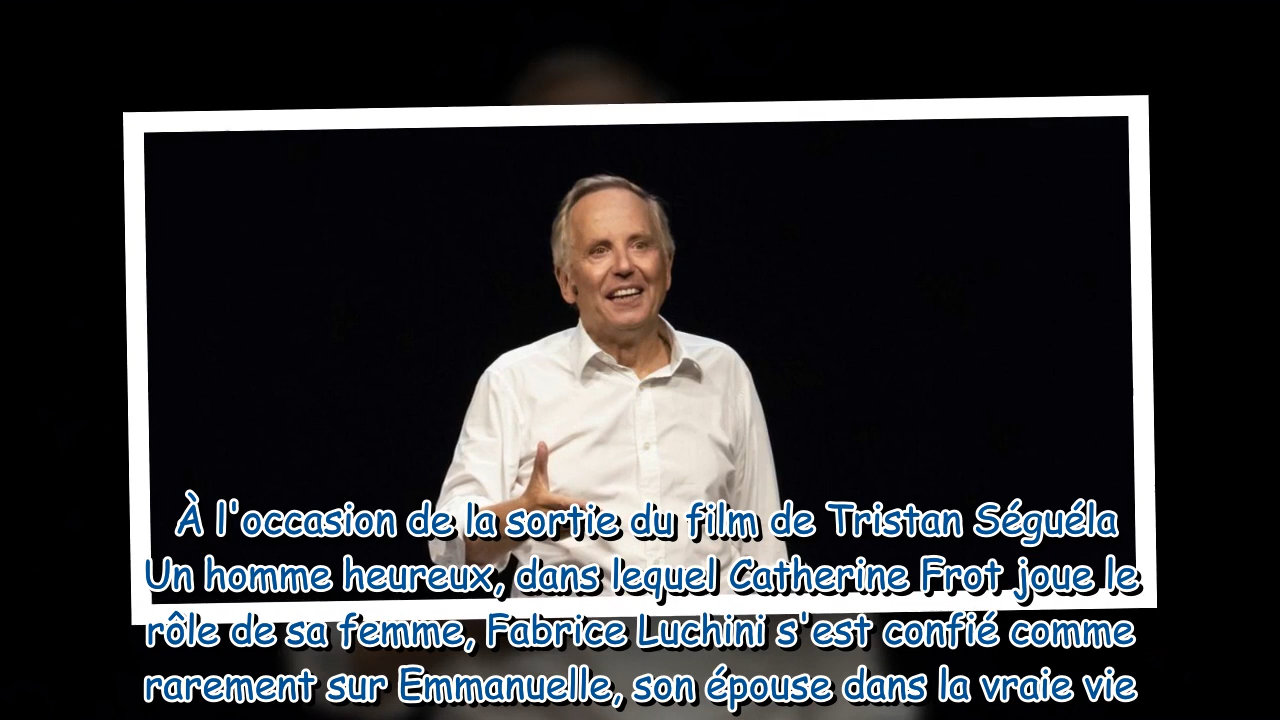 À l'occasion de la sortie du film de Tristan Séguéla
Un homme heureux, dans lequel Catherine Frot joue le
rôle de sa femme, Fabrice Luchini s'est confié comme
rarement sur Emmanuelle, son épouse dans la vraie vie